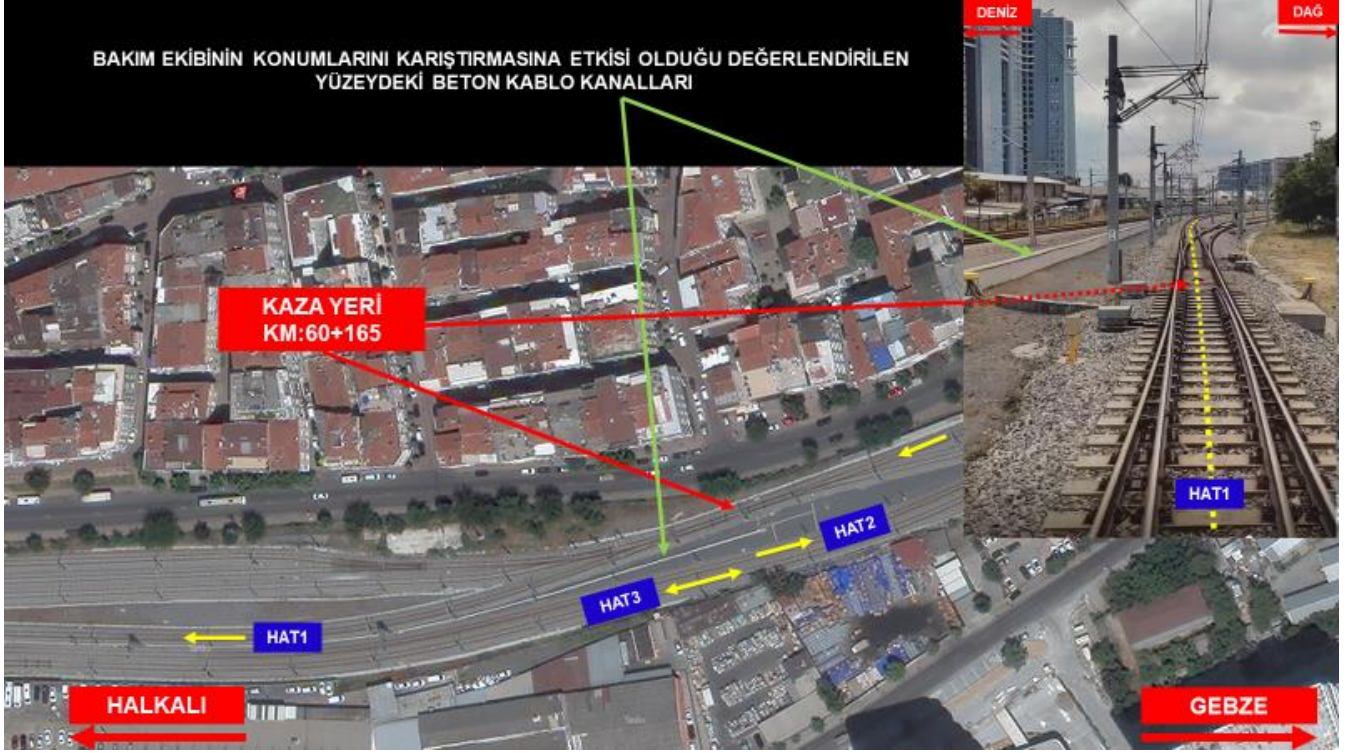 BAKIM EKİBİNİN KONUMLARINI KARIŞTIRMASINA ETKİSİ OLDUĞU DEĞERLENDİRİLEN
YÜZEYDEKİ BETON KABLO KANALLARI
DENİZ
DAĞ
KAZA YERİ
KM:60+165
HAT1
HAT2
HAT3
HAT1
HALKALI
GEBZE